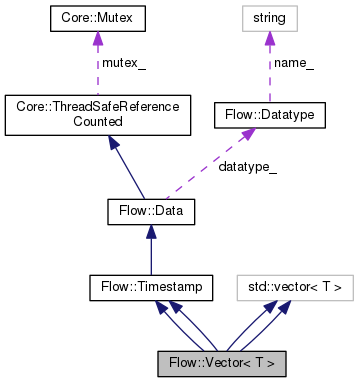 Core::Mutex
string
mutex_
name_
Core::ThreadSafeReference
Counted
Flow::Datatype
datatype_
Flow::Data
Flow::Timestamp
std::vector< T >
Flow::Vector< T >